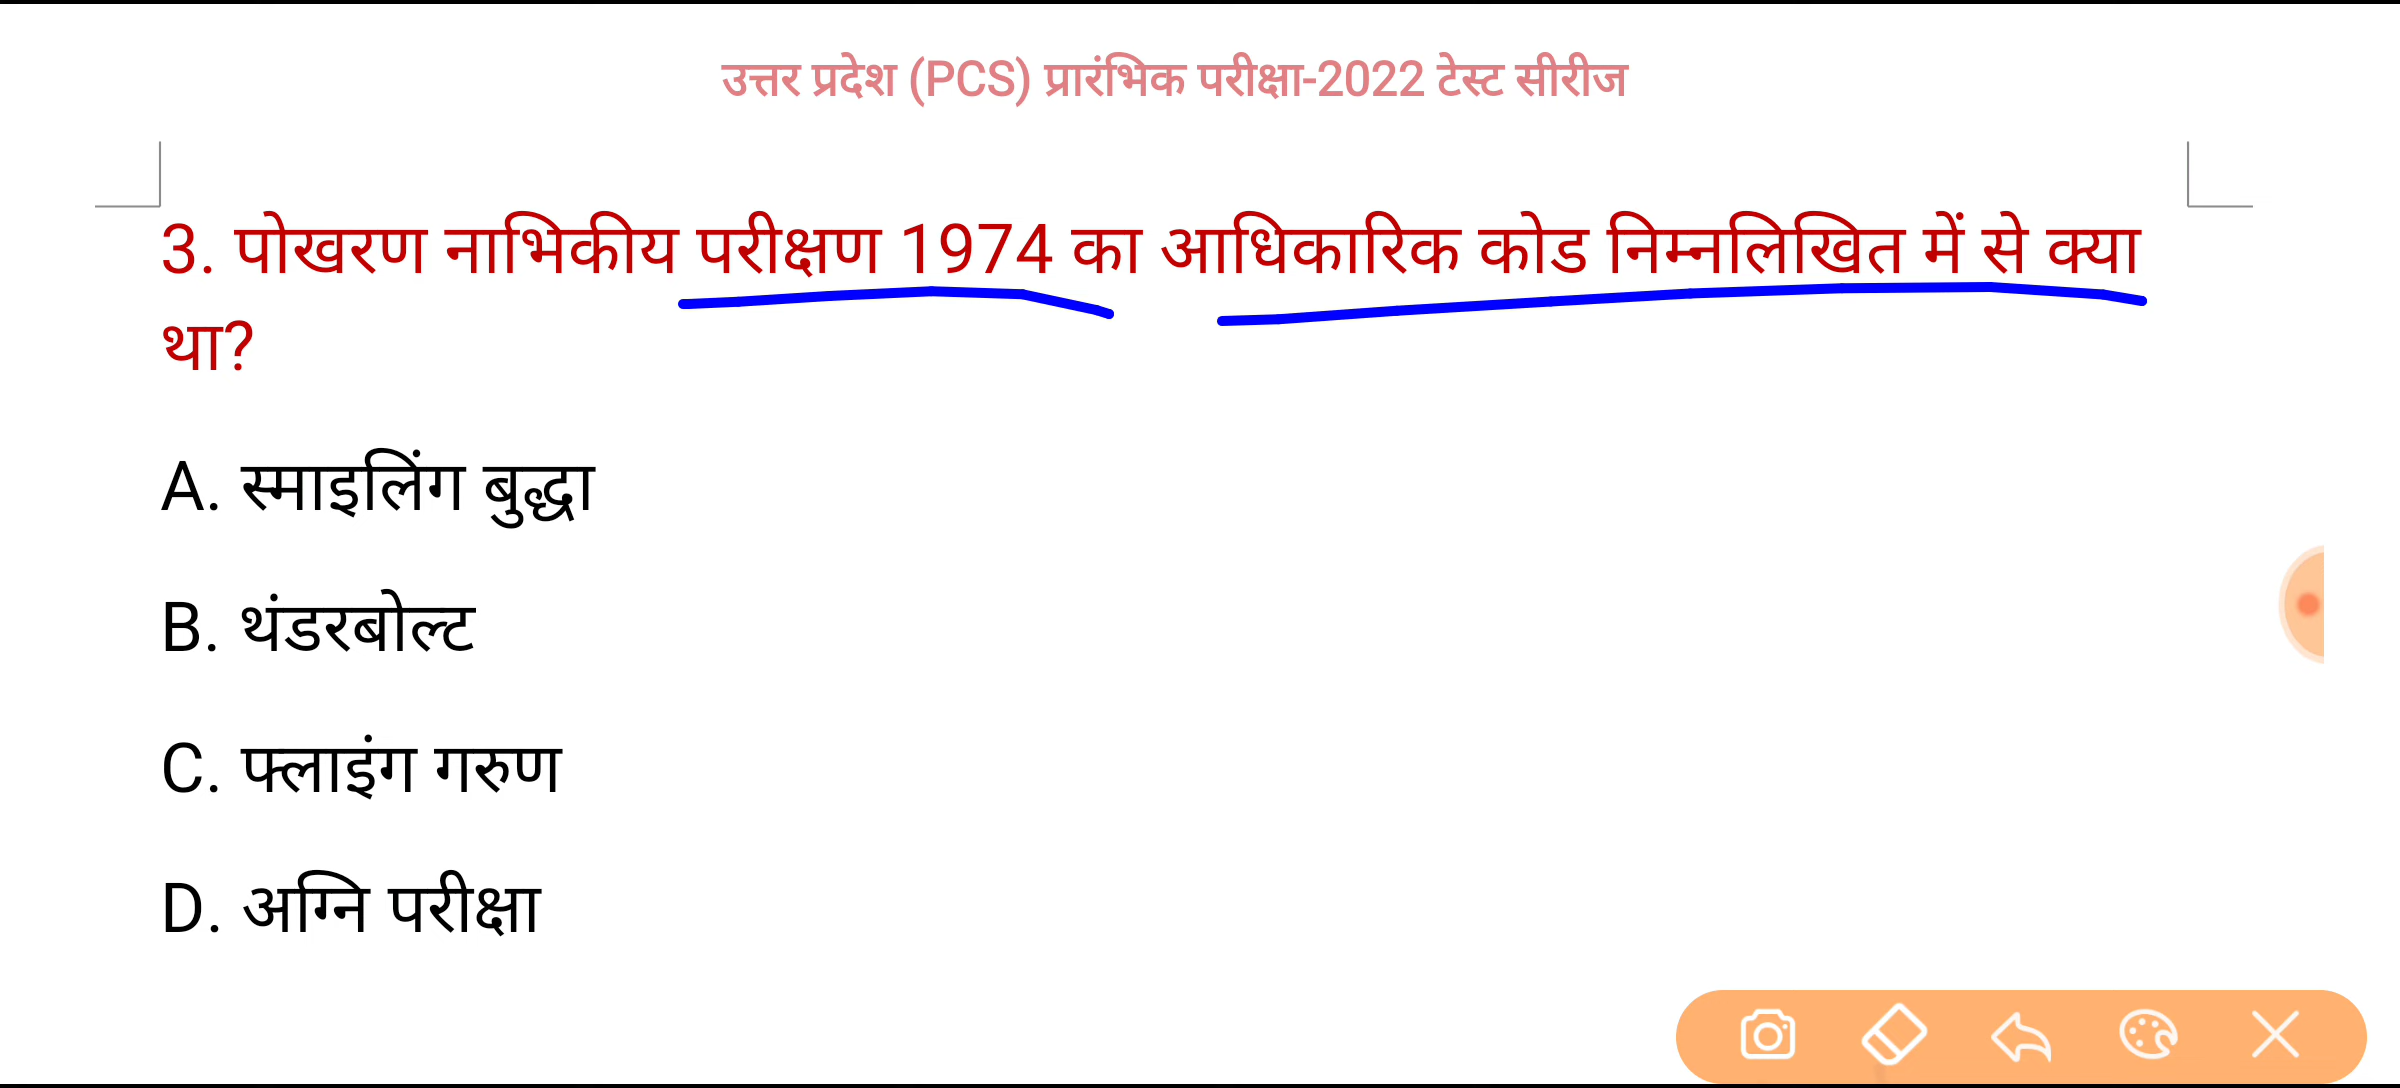 उत्तर प्रदेश (PCS) प्रारंभिक परीक्षा-2022 टेस्ट सीरीज
3. पोखरण नाभिकीय परीक्षण 1974 का आधिकारिक कोड निम्नलिखित में से क्या
था?
A. स्माइलिंग बुद्धा
B. थंडरबोल्ट
C. फ्लाइंग गरुण
D. अग्नि परीक्षा